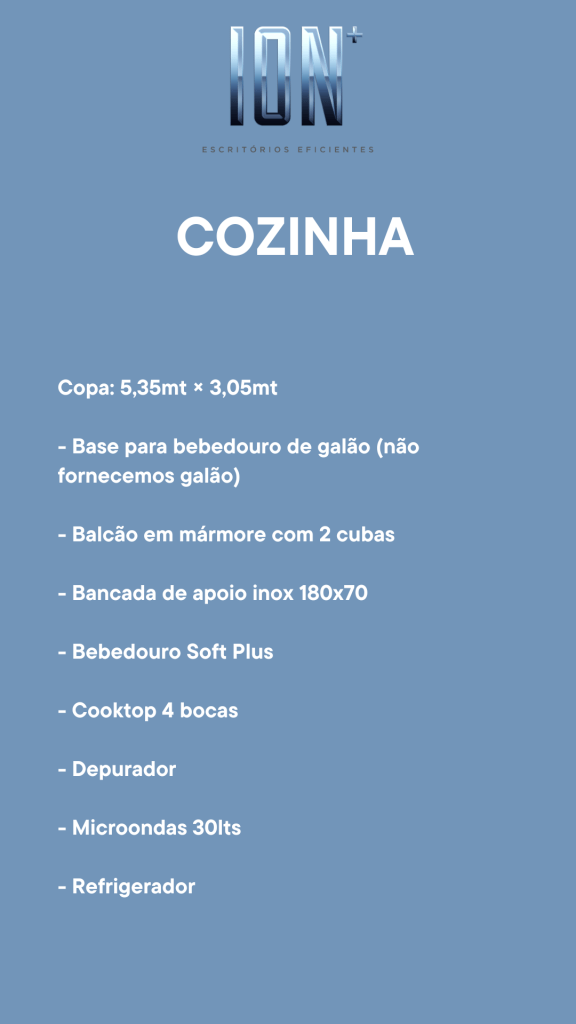 ION+
ESCRITÓRIOS EFICIENTES
COZINHA
Copa: 5,35mt × 3,05mt
- Base para bebedouro de galão (não
fornecemos galão)
- Balcão em mármore com 2 cubas
- Bancada de apoio inox 180x70
- Bebedouro Soft Plus
- Cooktop 4 bocas
- Depurador
- Microondas 30lts
- Refrigerador